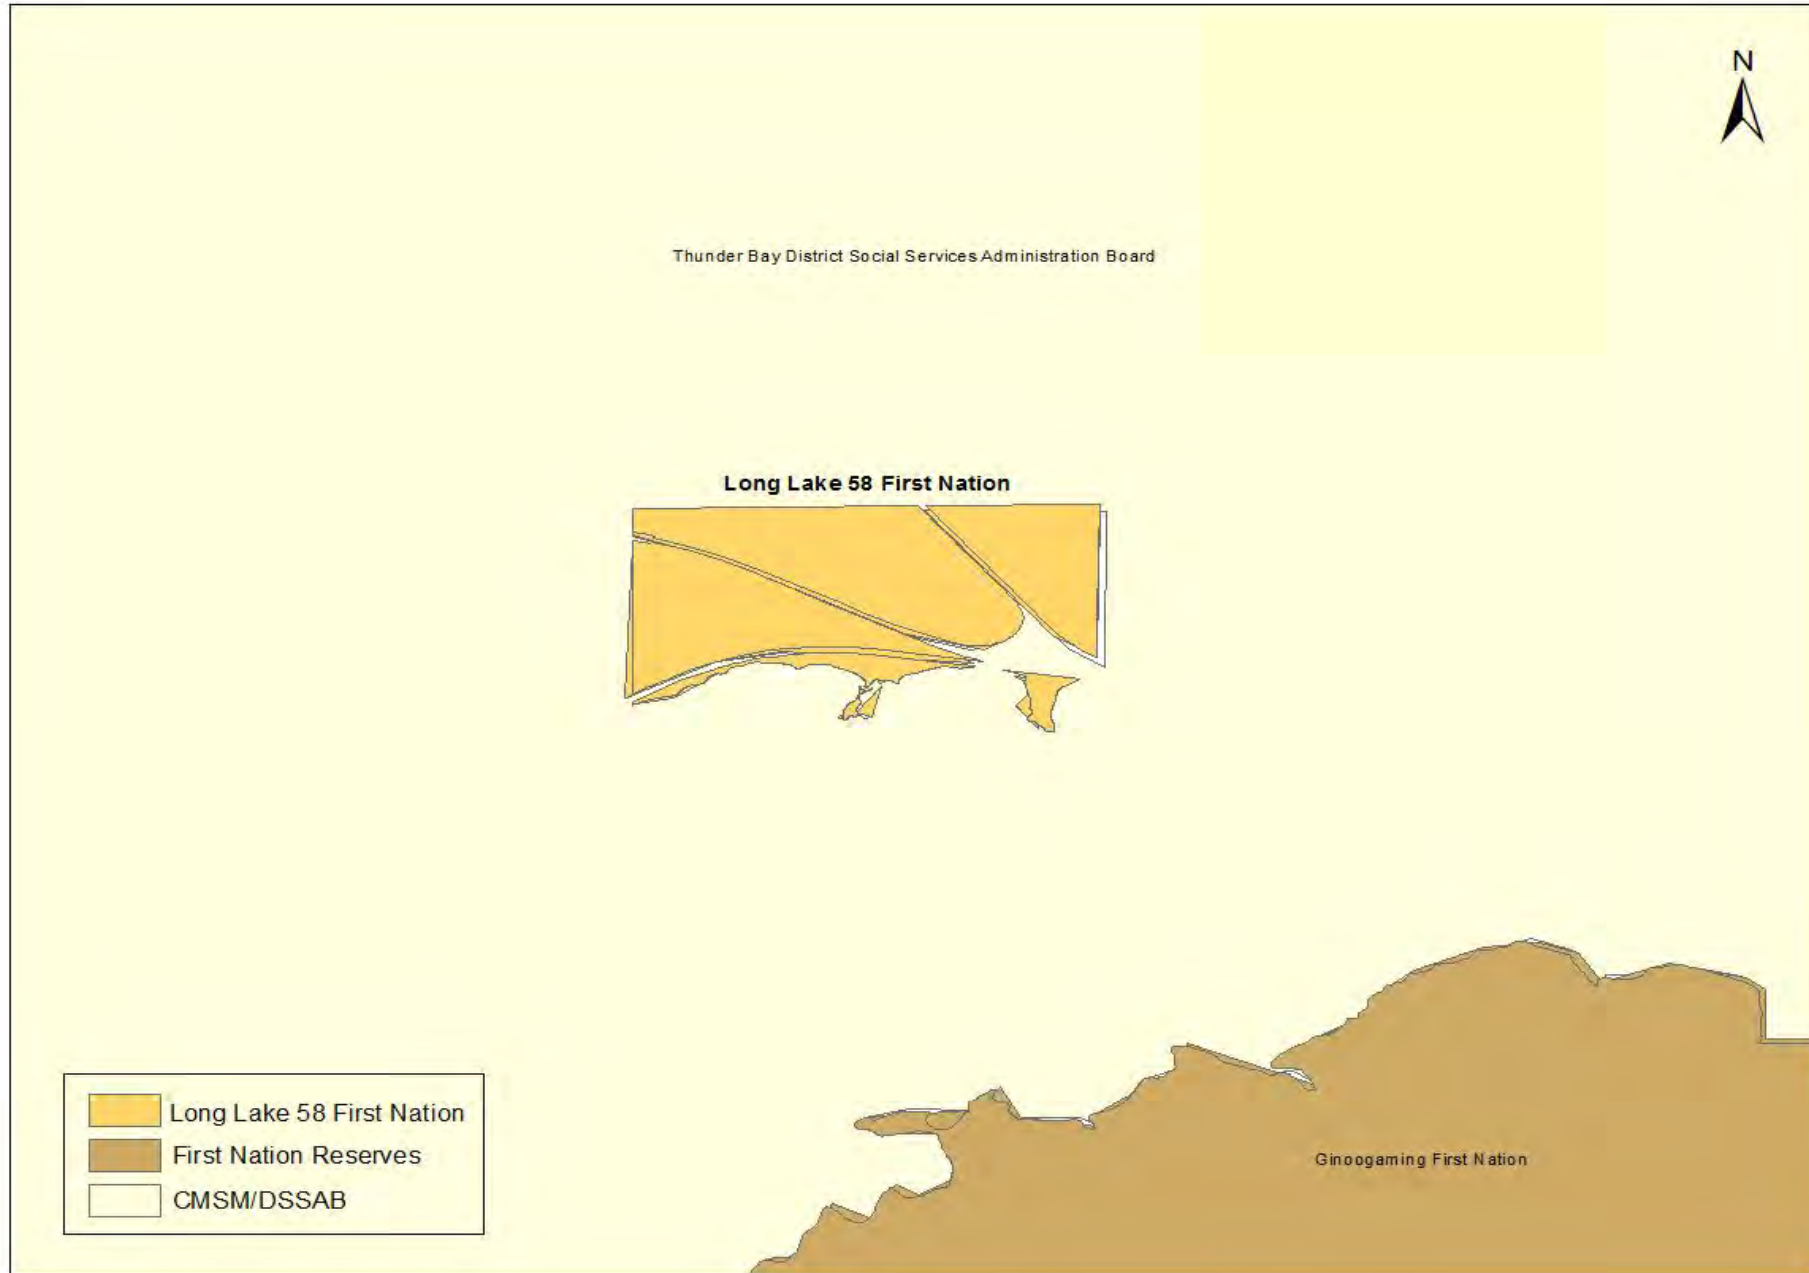 N
Thunder Bay District Social Services Administration Board
Long Lake 58 First Nation
Long Lake 58 First Nation
First Nation Reserves
CMSM/DSSAB
Ginoogaming First Nation